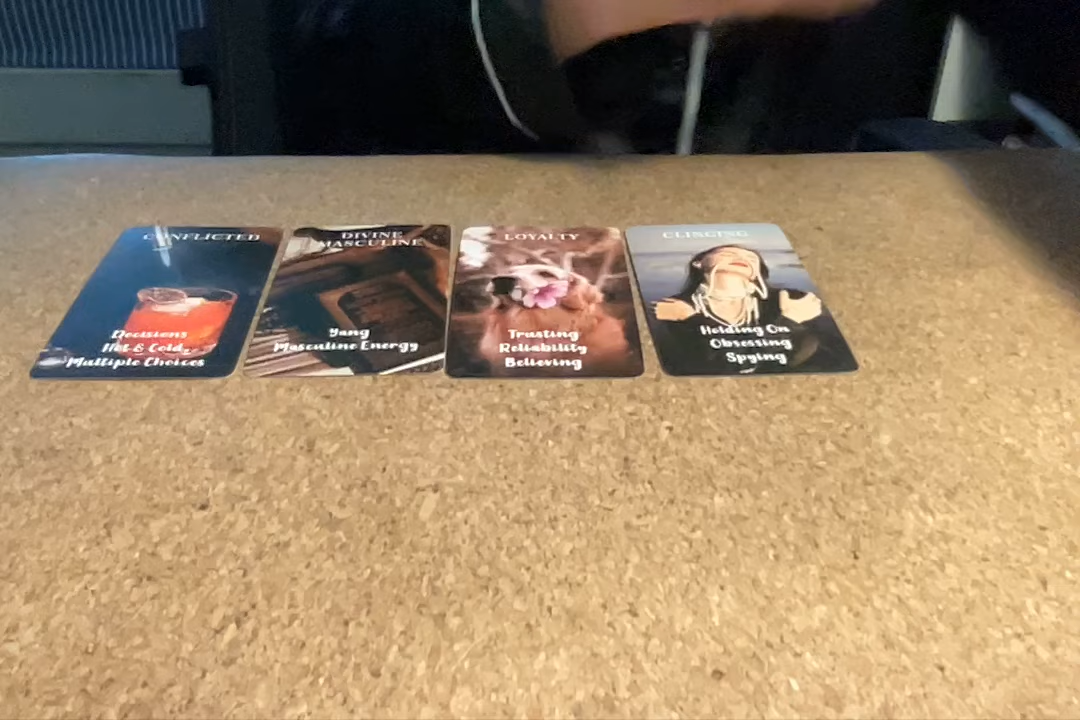 CONFLICTED
Decisions
Hot & Cold
Multiple Choices
DIVINE
MASCULINE
Yang
Masculine Energy
LOYALTY
Trusting
Reliability
Believing
CLINGING
Holding On
Obsessing
Spying